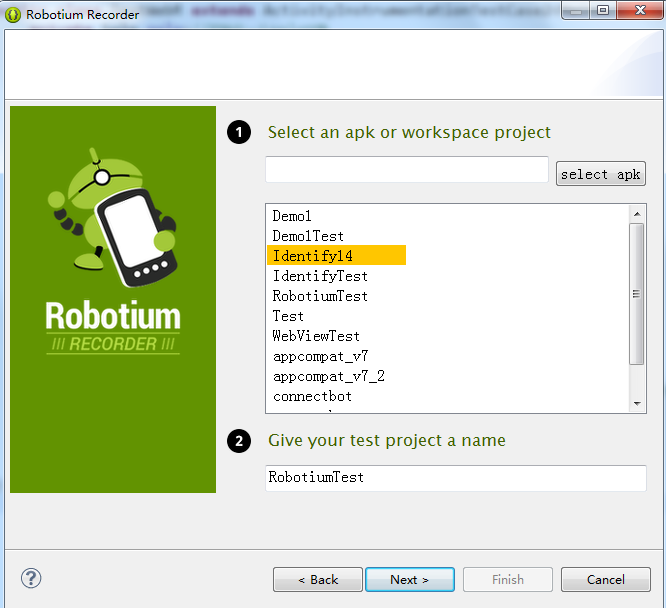 Robotium Recorder
1 Select an apk or workspace project
select apk
Demo1
Demo1Test
Identify14
IdentifyTest
RobotiumTest
Test
WebViewTest
appcompat_v7
appcompat_v7_2
connectbot
Robotium
/// RECORDER ///
2 Give your test project a name
RobotiumTest
?
< Back
Next >
Finish
Cancel